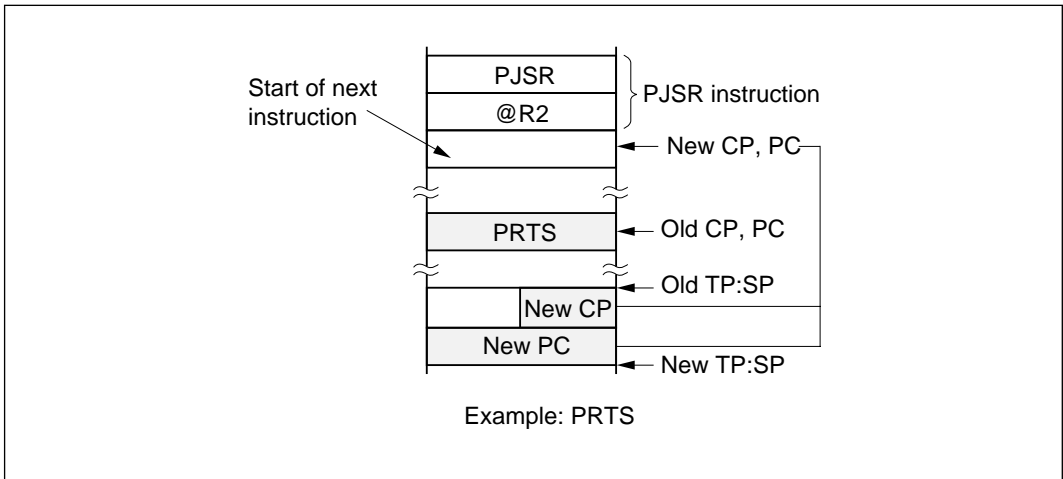 PJSR
Start of next
instruction
PJSR instruction
@R2
New CP, PC
PRTS
Old CP, PC
Old TP:SP
New CP
New PC
New TP:SP
Example: PRTS